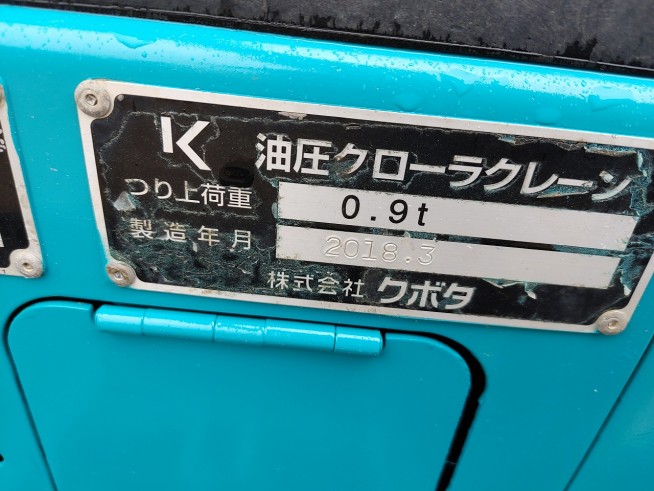 K 油圧クローラクレーン
つり上荷重 0.9t
製造年月 2018.3
株式会社 クボタ